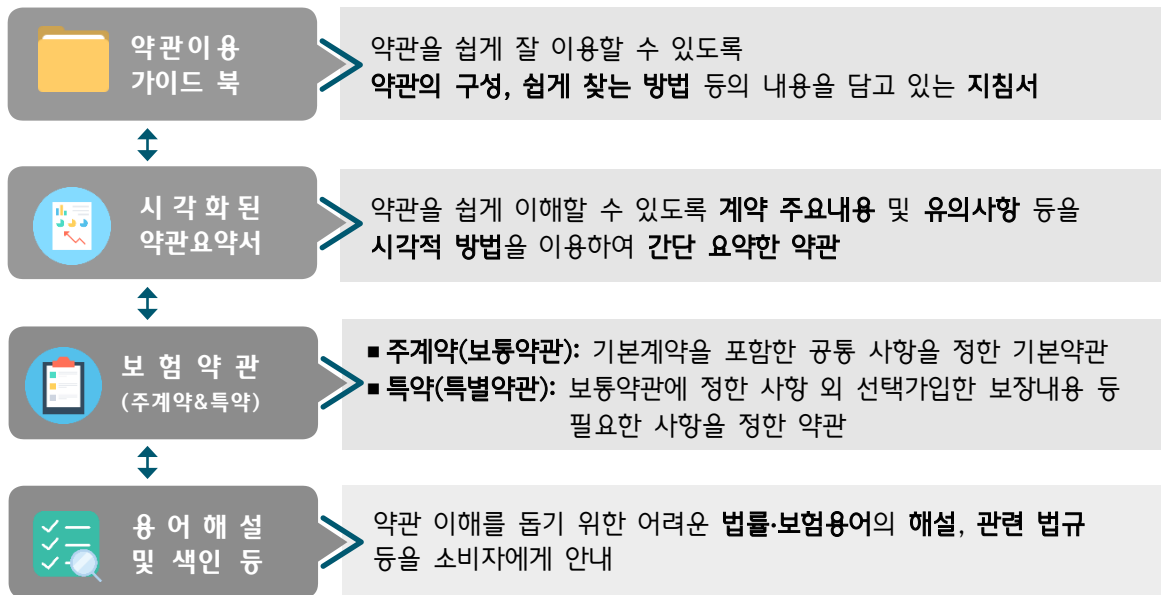 약관이용
가이드 북
약관을 쉽게 잘 이용할 수 있도록
약관의 구성, 쉽게 찾는 방법 등의 내용을 담고 있는 지침서
시 각 화 된
약관요약서
약관을 쉽게 이해할 수 있도록 계약 주요내용 및 유의사항 등을
시각적 방법을 이용하여 간단 요약한 약관
보 험 약 관
(주계약&특약)
▪ 주계약(보통약관): 기본계약을 포함한 공통 사항을 정한 기본약관
▪ 특약(특별약관): 보통약관에 정한 사항 외 선택가입한 보장내용 등
필요한 사항을 정한 약관
용 어 해 설
및 색인 등
약관 이해를 돕기 위한 어려운 법률·보험용어의 해설, 관련 법규
등을 소비자에게 안내